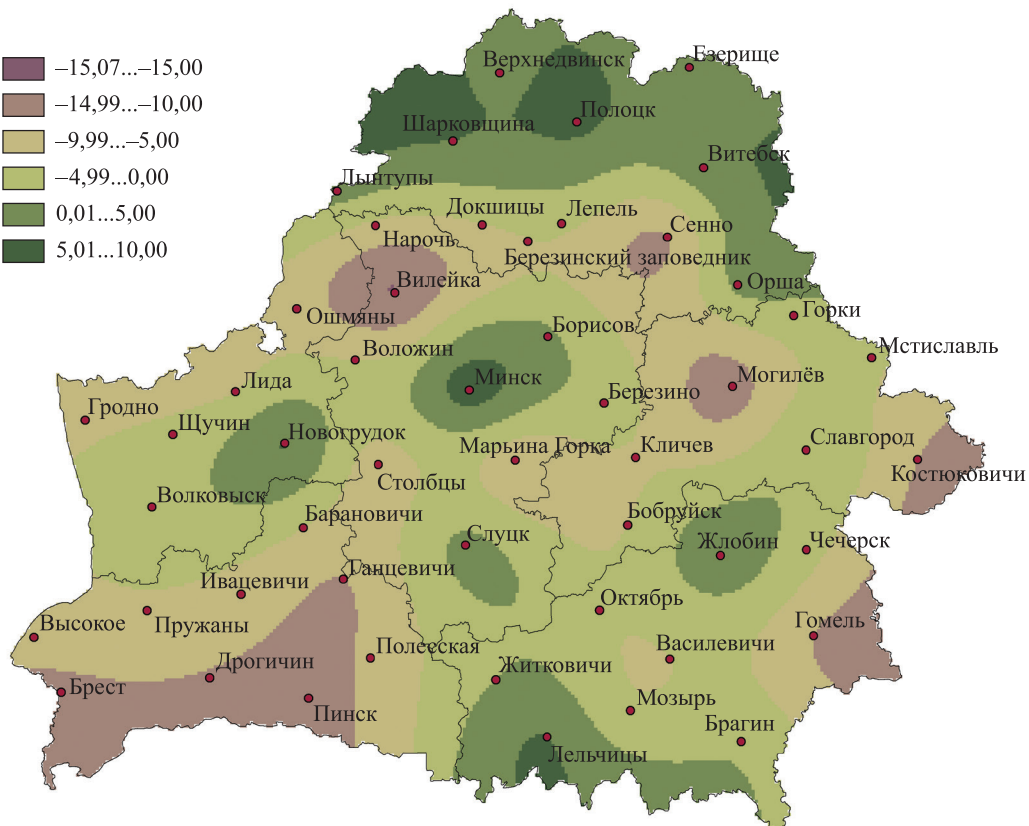 –15,07...–15,00
–14,99...–10,00
–9,99...–5,00
–4,99...0,00
0,01...5,00
5,01...10,00
Езерище
Верхнедвинск
Полоцк
Шарковщина
Витебск
Лынтупы
Докшицы
Лепель
Сенно
Нарочь
Березинский заповедник
Вилейка
Орша
Ошмяны
Горки
Борисов
Мстиславль
Воложин
Минск
Могилёв
Лида
Березино
Гродно
Щучин
Новогрудок
Марьина Горка
Кличев
Славгород
Костюковичи
Столбцы
Волковыск
Барановичи
Бобруйск
Слуцк
Жлобин
Чечерск
Ганцевичи
Ивацевичи
Октябрь
Высокое
Пружаны
Гомель
Полесская
Василевичи
Дрогичин
Житковичи
Брест
Пинск
Мозырь
Брагин
Лельчицы